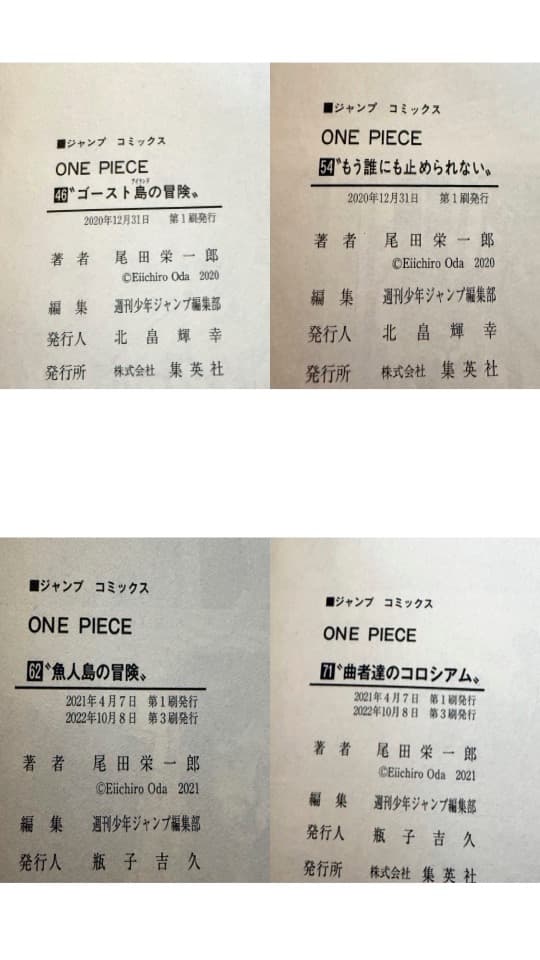 ■ジャンプ コミックス
ONE PIECE
46 〝ゴースト島の冒険〟
アイランド
2020年12月31日 第1刷発行
著者 尾田栄一郎
©Eiichiro Oda 2020
編集 週刊少年ジャンプ編集部
発行人 北畠輝幸
発行所 株式会社 集英社
■ジャンプ コミックス
ONE PIECE
54 〝もう誰にも止められない〟
2020年12月31日 第1刷発行
著者 尾田栄一郎
©Eiichiro Oda 2020
編集 週刊少年ジャンプ編集部
発行人 北畠輝幸
発行所 株式会社 集英社
■ジャンプ コミックス
ONE PIECE
62 〝魚人島の冒険〟
2021年4月7日 第1刷発行
2022年10月8日 第3刷発行
著者 尾田栄一郎
©Eiichiro Oda 2021
編集 週刊少年ジャンプ編集部
発行人 瓶子吉久
■ジャンプ コミックス
ONE PIECE
71 〝曲者達のコロシアム〟
2021年4月7日 第1刷発行
2022年10月8日 第3刷発行
著者 尾田栄一郎
©Eiichiro Oda 2021
編集 週刊少年ジャンプ編集部
発行人 瓶子吉久
発行所 株式会社 集英社